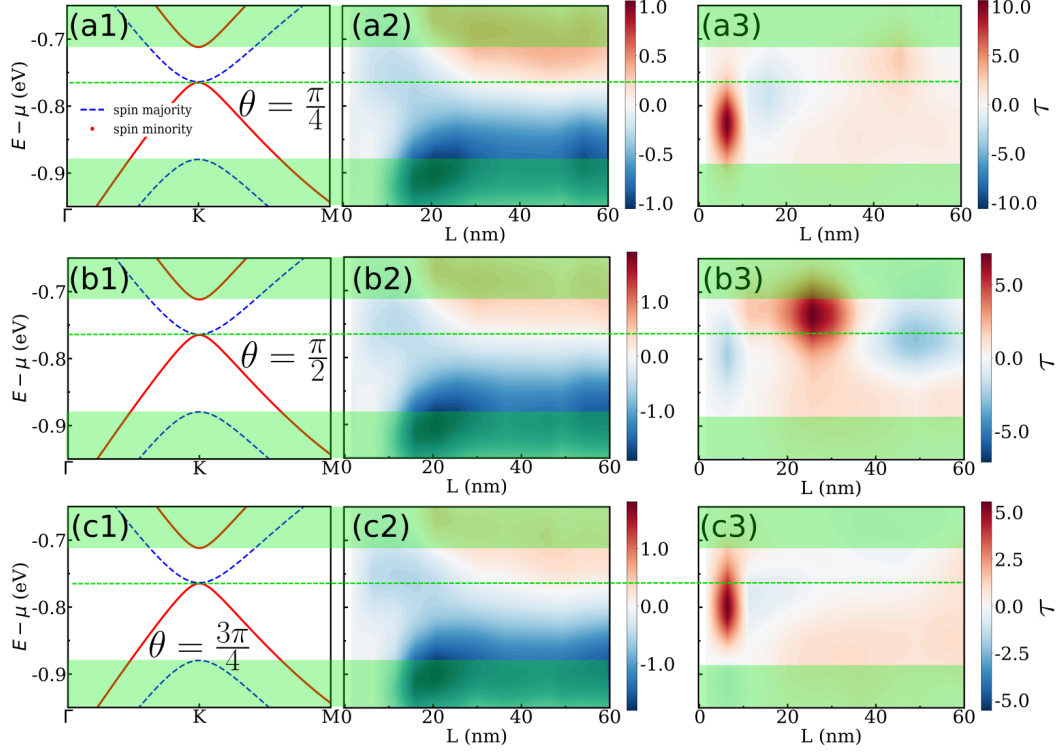 (a1) (a2) (a3)
1.0 10.0
-0.7 0.5 5.0
E − μ (eV) -0.8 spin majority spin minority θ = π/4 0.0 0.0 τ
-0.9 -0.5 -5.0
-1.0 -10.0
Γ K M 0 20 40 60 0 20 40 60
L (nm) L (nm)
(b1) (b2) (b3)
-0.7 1.0 5.0
E − μ (eV) -0.8 θ = π/2 0.0 0.0 τ
-0.9 -1.0 -5.0
Γ K M 0 20 40 60 0 20 40 60
L (nm) L (nm)
(c1) (c2) (c3)
5.0
-0.7 1.0 2.5
E − μ (eV) -0.8 θ = 3π/4 0.0 0.0 τ
-0.9 -1.0 -2.5
-5.0
Γ K M 0 20 40 60 0 20 40 60
L (nm) L (nm)